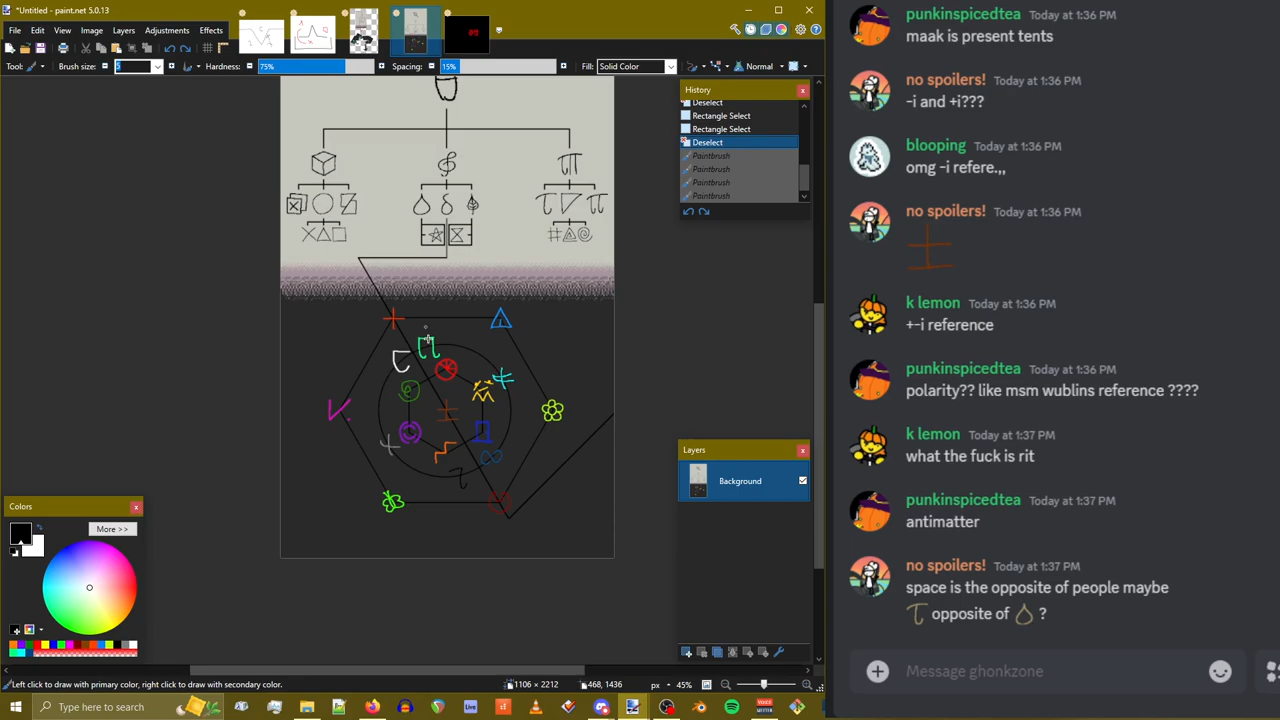 *Untitled - paint.net 5.0.13
File Edit View Image Layers Adjustments Effects
Tool: Brush size: 5 Hardness: 75% Spacing: 15% Fill: Solid Color Normal
History
Deselect
Rectangle Select
Rectangle Select
Deselect
Paintbrush
Paintbrush
Paintbrush
Paintbrush
Layers
Background
Colors
More >>
Left click to draw with primary color, right click to draw with secondary color.
1106 × 2212 468, 1436 px 45%
Type here to search
Live
punkinspicedtea Today at 1:36 PM
maak is present tents
no spoilers! Today at 1:36 PM
-i and +i???
blooping Today at 1:36 PM
omg -i refere.,,
no spoilers! Today at 1:36 PM
k lemon Today at 1:36 PM
+-i reference
punkinspicedtea Today at 1:36 PM
polarity?? like msm wublins reference ????
k lemon Today at 1:37 PM
what the fuck is rit
punkinspicedtea Today at 1:37 PM
antimatter
no spoilers! Today at 1:37 PM
space is the opposite of people maybe
opposite of ?
Message ghonkzone